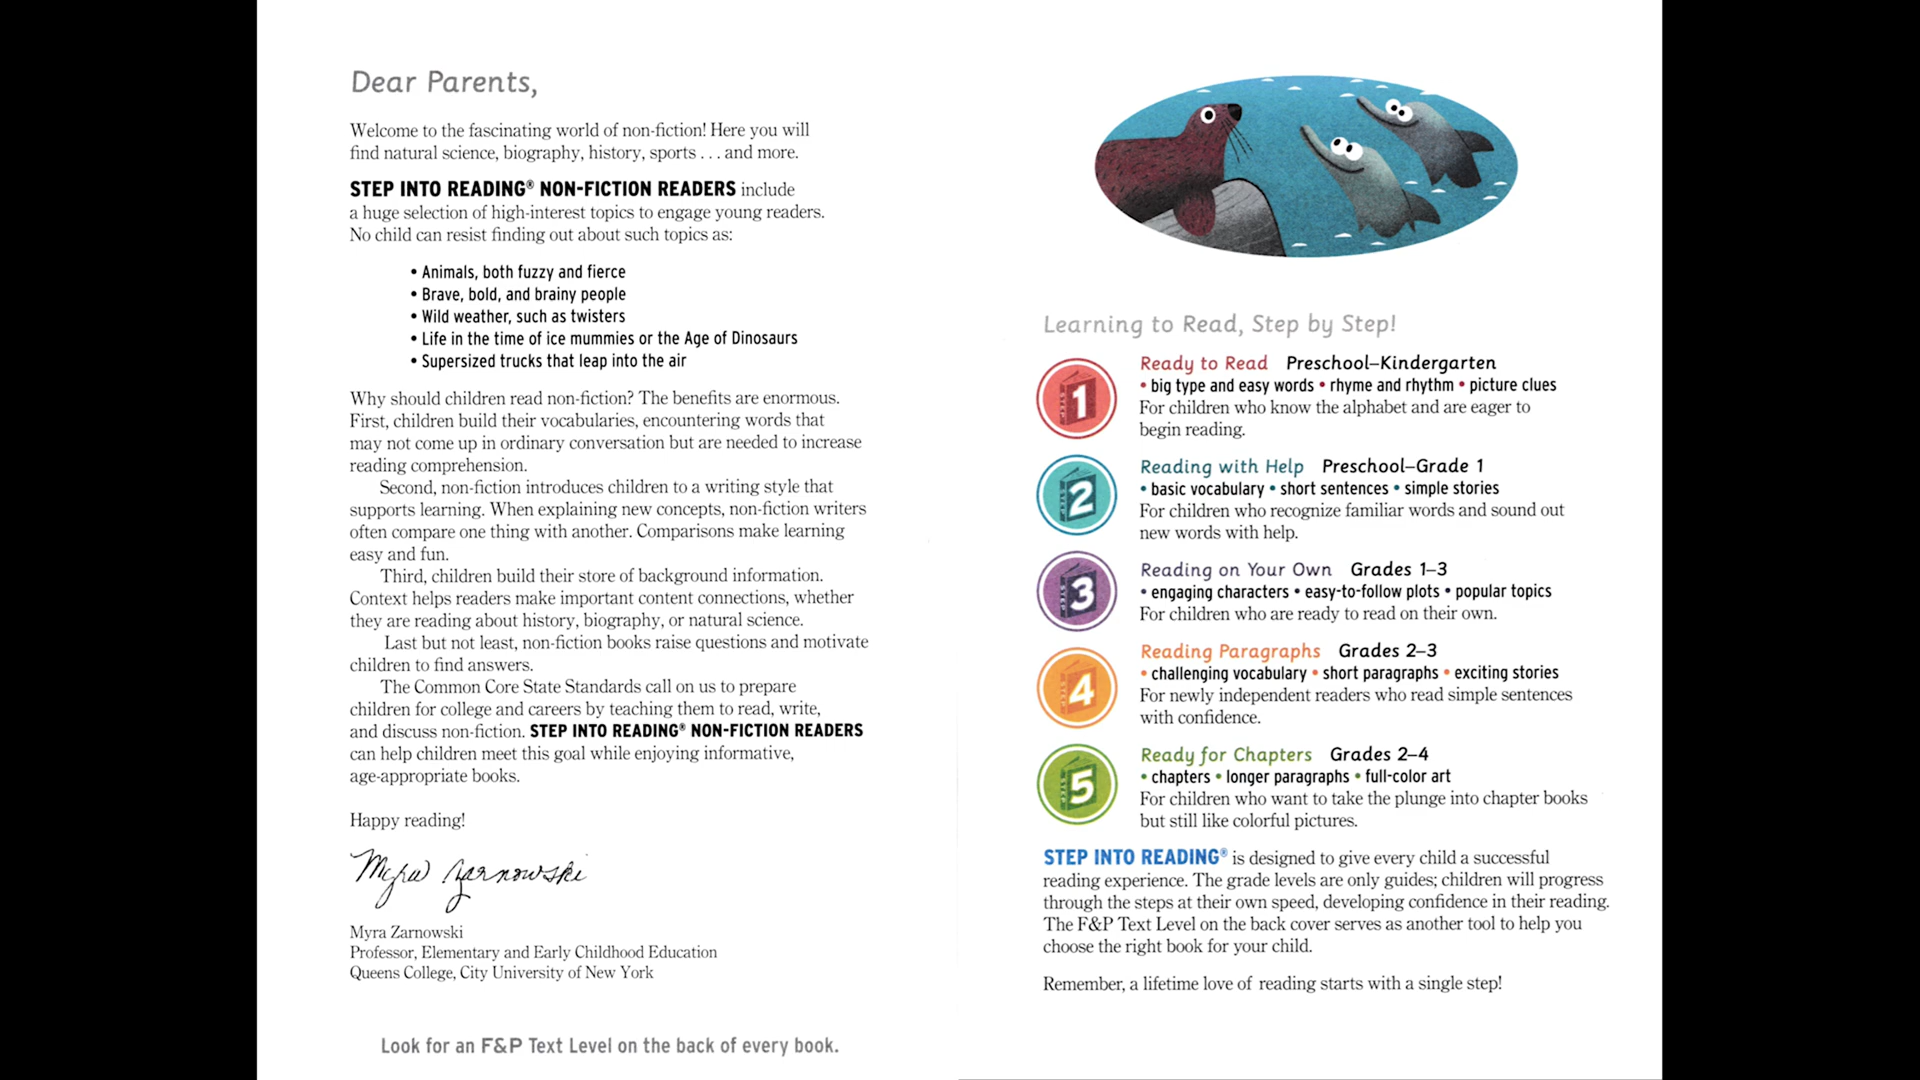 Dear Parents,
Welcome to the fascinating world of non-fiction! Here you will
find natural science, biography, history, sports . . . and more.
STEP INTO READING® NON-FICTION READERS include
a huge selection of high-interest topics to engage young readers.
No child can resist finding out about such topics as:
• Animals, both fuzzy and fierce
• Brave, bold, and brainy people
• Wild weather, such as twisters
• Life in the time of ice mummies or the Age of Dinosaurs
• Supersized trucks that leap into the air
Why should children read non-fiction? The benefits are enormous.
First, children build their vocabularies, encountering words that
may not come up in ordinary conversation but are needed to increase
reading comprehension.
Second, non-fiction introduces children to a writing style that
supports learning. When explaining new concepts, non-fiction writers
often compare one thing with another. Comparisons make learning
easy and fun.
Third, children build their store of background information.
Context helps readers make important content connections, whether
they are reading about history, biography, or natural science.
Last but not least, non-fiction books raise questions and motivate
children to find answers.
The Common Core State Standards call on us to prepare
children for college and careers by teaching them to read, write,
and discuss non-fiction. STEP INTO READING® NON-FICTION READERS
can help children meet this goal while enjoying informative,
age-appropriate books.
Happy reading!
Myra Zarnowski
Myra Zarnowski
Professor, Elementary and Early Childhood Education
Queens College, City University of New York
Look for an F&P Text Level on the back of every book.
Learning to Read, Step by Step!
1
Ready to Read Preschool–Kindergarten
• big type and easy words • rhyme and rhythm • picture clues
For children who know the alphabet and are eager to
begin reading.
2
Reading with Help Preschool–Grade 1
• basic vocabulary • short sentences • simple stories
For children who recognize familiar words and sound out
new words with help.
3
Reading on Your Own Grades 1–3
• engaging characters • easy-to-follow plots • popular topics
For children who are ready to read on their own.
4
Reading Paragraphs Grades 2–3
• challenging vocabulary • short paragraphs • exciting stories
For newly independent readers who read simple sentences
with confidence.
5
Ready for Chapters Grades 2–4
• chapters • longer paragraphs • full-color art
For children who want to take the plunge into chapter books
but still like colorful pictures.
STEP INTO READING® is designed to give every child a successful
reading experience. The grade levels are only guides; children will progress
through the steps at their own speed, developing confidence in their reading.
The F&P Text Level on the back cover serves as another tool to help you
choose the right book for your child.
Remember, a lifetime love of reading starts with a single step!